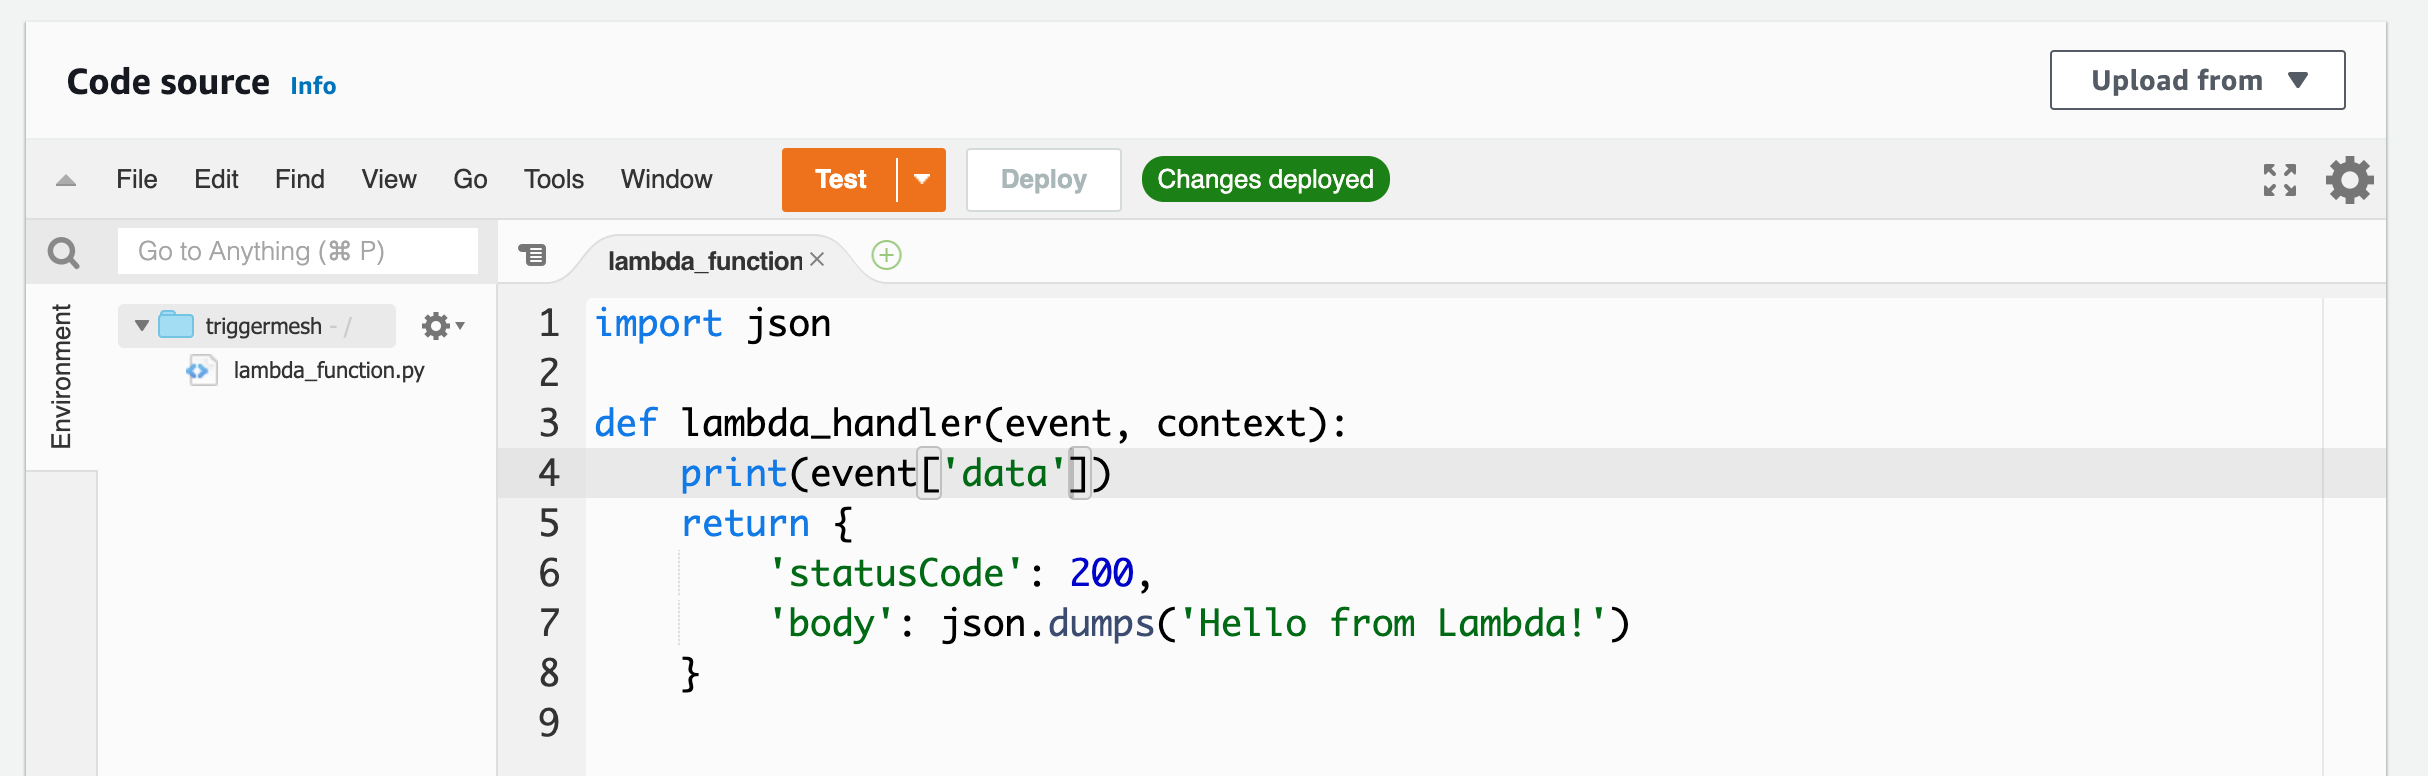 Code source Info
Upload from
File Edit Find View Go Tools Window Test Deploy Changes deployed
Go to Anything (⌘ P)
lambda_function
Environment
triggermesh - /
lambda_function.py
1 import json
2
3 def lambda_handler(event, context):
4     print(event['data'])
5     return {
6         'statusCode': 200,
7         'body': json.dumps('Hello from Lambda!')
8     }
9